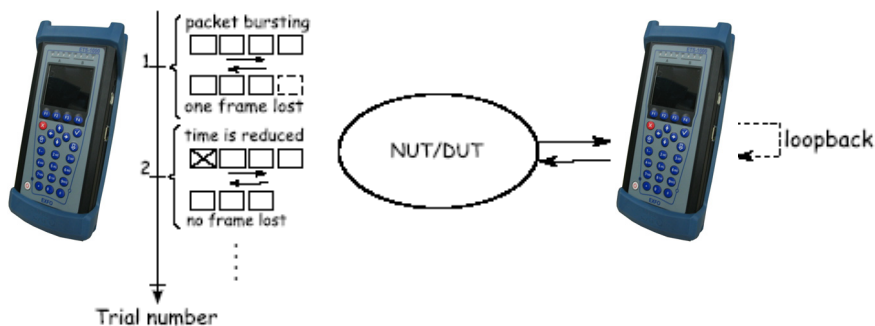 packet bursting
1
one frame lost
time is reduced
2
no frame lost
Trial number
NUT/DUT
loopback